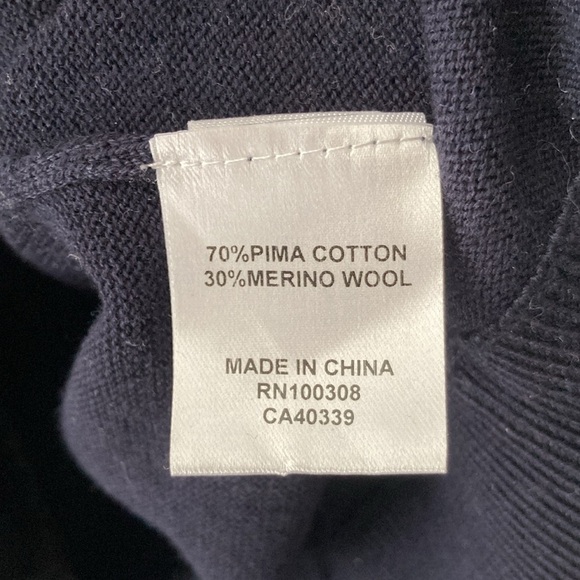 70%PIMA COTTON
30%MERINO WOOL
MADE IN CHINA
RN100308
CA40339